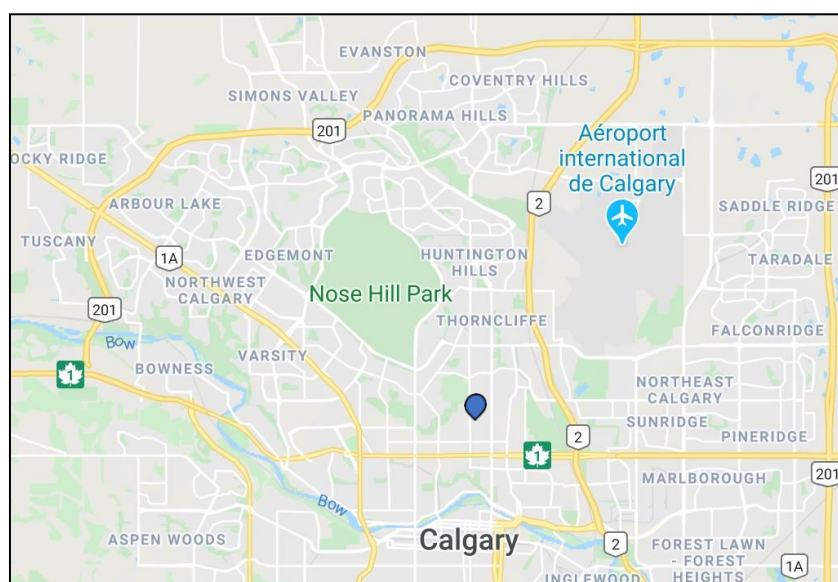 EVANSTON
COVENTRY HILLS
SIMONS VALLEY
PANORAMA HILLS
201
Aéroport
international
de Calgary
OCKY RIDGE
201
2
ARBOUR LAKE
SADDLE RIDGE
TUSCANY
1A
EDGEMONT
HUNTINGTON
HILLS
TARADALE
NORTHWEST
CALGARY
Nose Hill Park
201
THORNCLIFFE
FALCONRIDGE
Bow
VARSITY
BOWNESS
1
NORTHEAST
CALGARY
SUNRIDGE
2
PINERIDGE
1
201
MARLBOROUGH
Bow
ASPEN WOODS
Calgary
2
FOREST LAWN
- FOREST
HEIGHTS
1A
INGLEWOOD